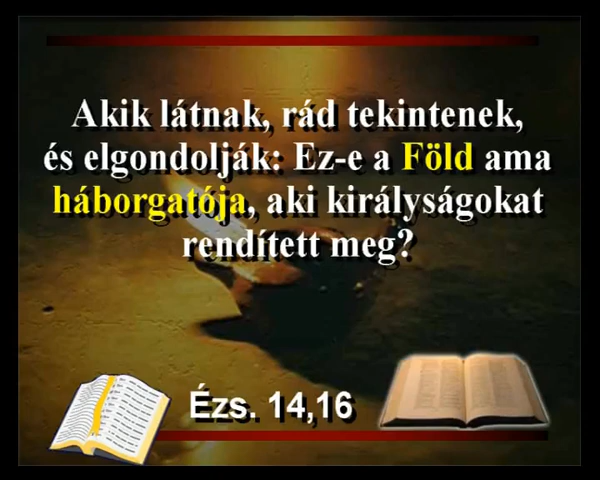 Akik látnak, rád tekintenek,
és elgondolják: Ez-e a Föld ama
háborgatója, aki királyságokat
rendített meg?
Ézs. 14,16